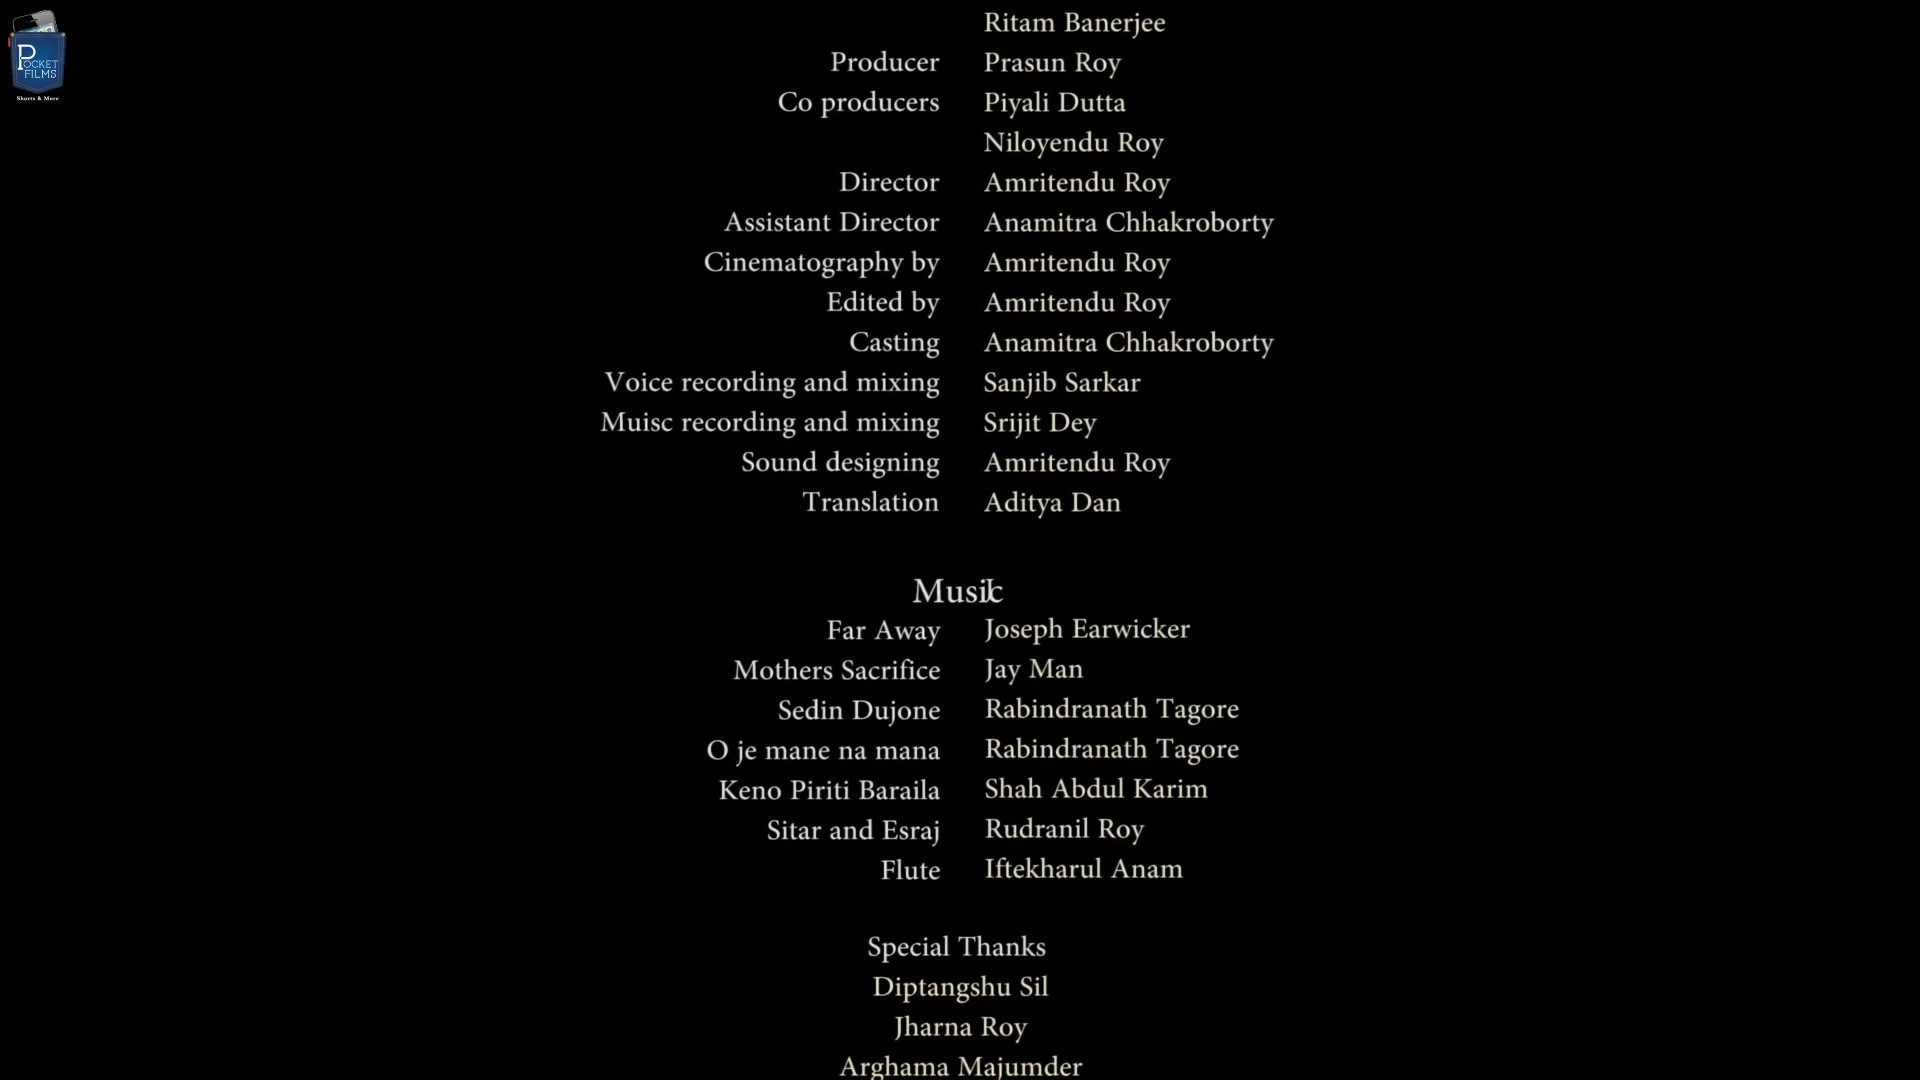 POCKET FILMS
Shorts & More
Ritam Banerjee
Producer Prasun Roy
Co producers Piyali Dutta
Niloyendu Roy
Director Amritendu Roy
Assistant Director Anamitra Chhakroborty
Cinematography by Amritendu Roy
Edited by Amritendu Roy
Casting Anamitra Chhakroborty
Voice recording and mixing Sanjib Sarkar
Muisc recording and mixing Srijit Dey
Sound designing Amritendu Roy
Translation Aditya Dan
Music
Far Away Joseph Earwicker
Mothers Sacrifice Jay Man
Sedin Dujone Rabindranath Tagore
O je mane na mana Rabindranath Tagore
Keno Piriti Baraila Shah Abdul Karim
Sitar and Esraj Rudranil Roy
Flute Iftekharul Anam
Special Thanks
Diptangshu Sil
Jharna Roy
Arghama Majumder